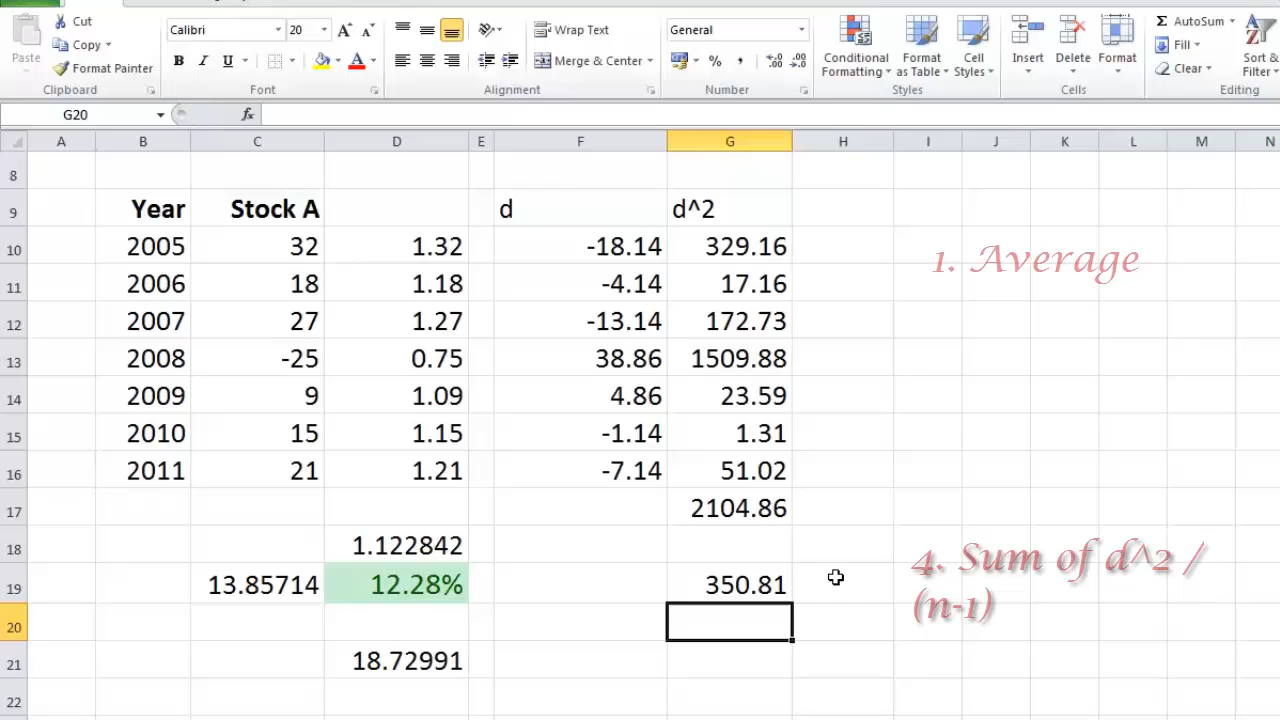 Cut
Calibri 20
Wrap Text
General
AutoSum
Paste
Copy
Fill
Format Painter
B I U
Merge & Center
% ,
Conditional Formatting
Format as Table
Cell Styles
Insert
Delete
Format
Clear
Sort & Filter
Clipboard
Font
Alignment
Number
Styles
Cells
Editing
G20
fx
A B C D E F G H I J K L M N
8
9 Year Stock A d d^2
10 2005 32 1.32 -18.14 329.16
1. Average
11 2006 18 1.18 -4.14 17.16
12 2007 27 1.27 -13.14 172.73
13 2008 -25 0.75 38.86 1509.88
14 2009 9 1.09 4.86 23.59
15 2010 15 1.15 -1.14 1.31
16 2011 21 1.21 -7.14 51.02
17 2104.86
18 1.122842
4. Sum of d^2 /
(n-1)
19 13.85714 12.28% 350.81
20
21 18.72991
22